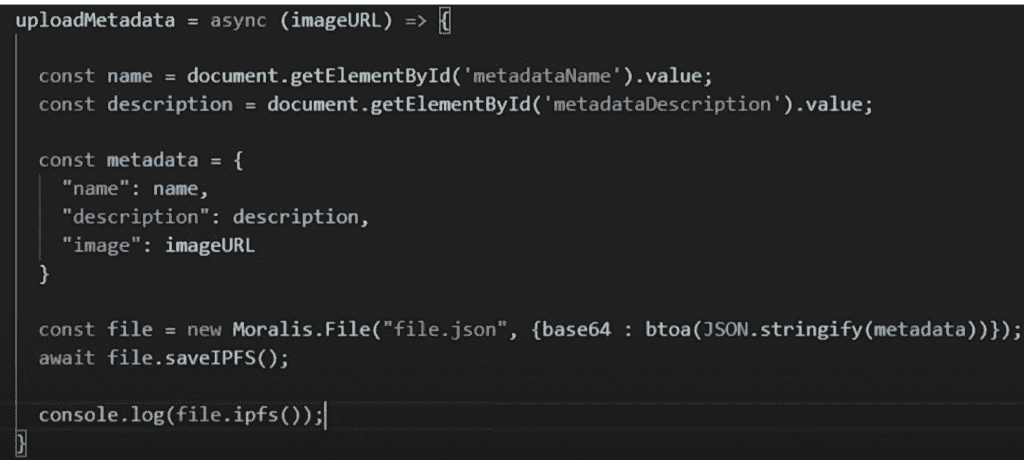 uploadMetadata = async (imageURL) => {
const name = document.getElementById('metadataName').value;
const description = document.getElementById('metadataDescription').value;
const metadata = {
"name": name,
"description": description,
"image": imageURL
}
const file = new Moralis.File("file.json", {base64 : btoa(JSON.stringify(metadata))});
await file.saveIPFS();
console.log(file.ipfs());
}